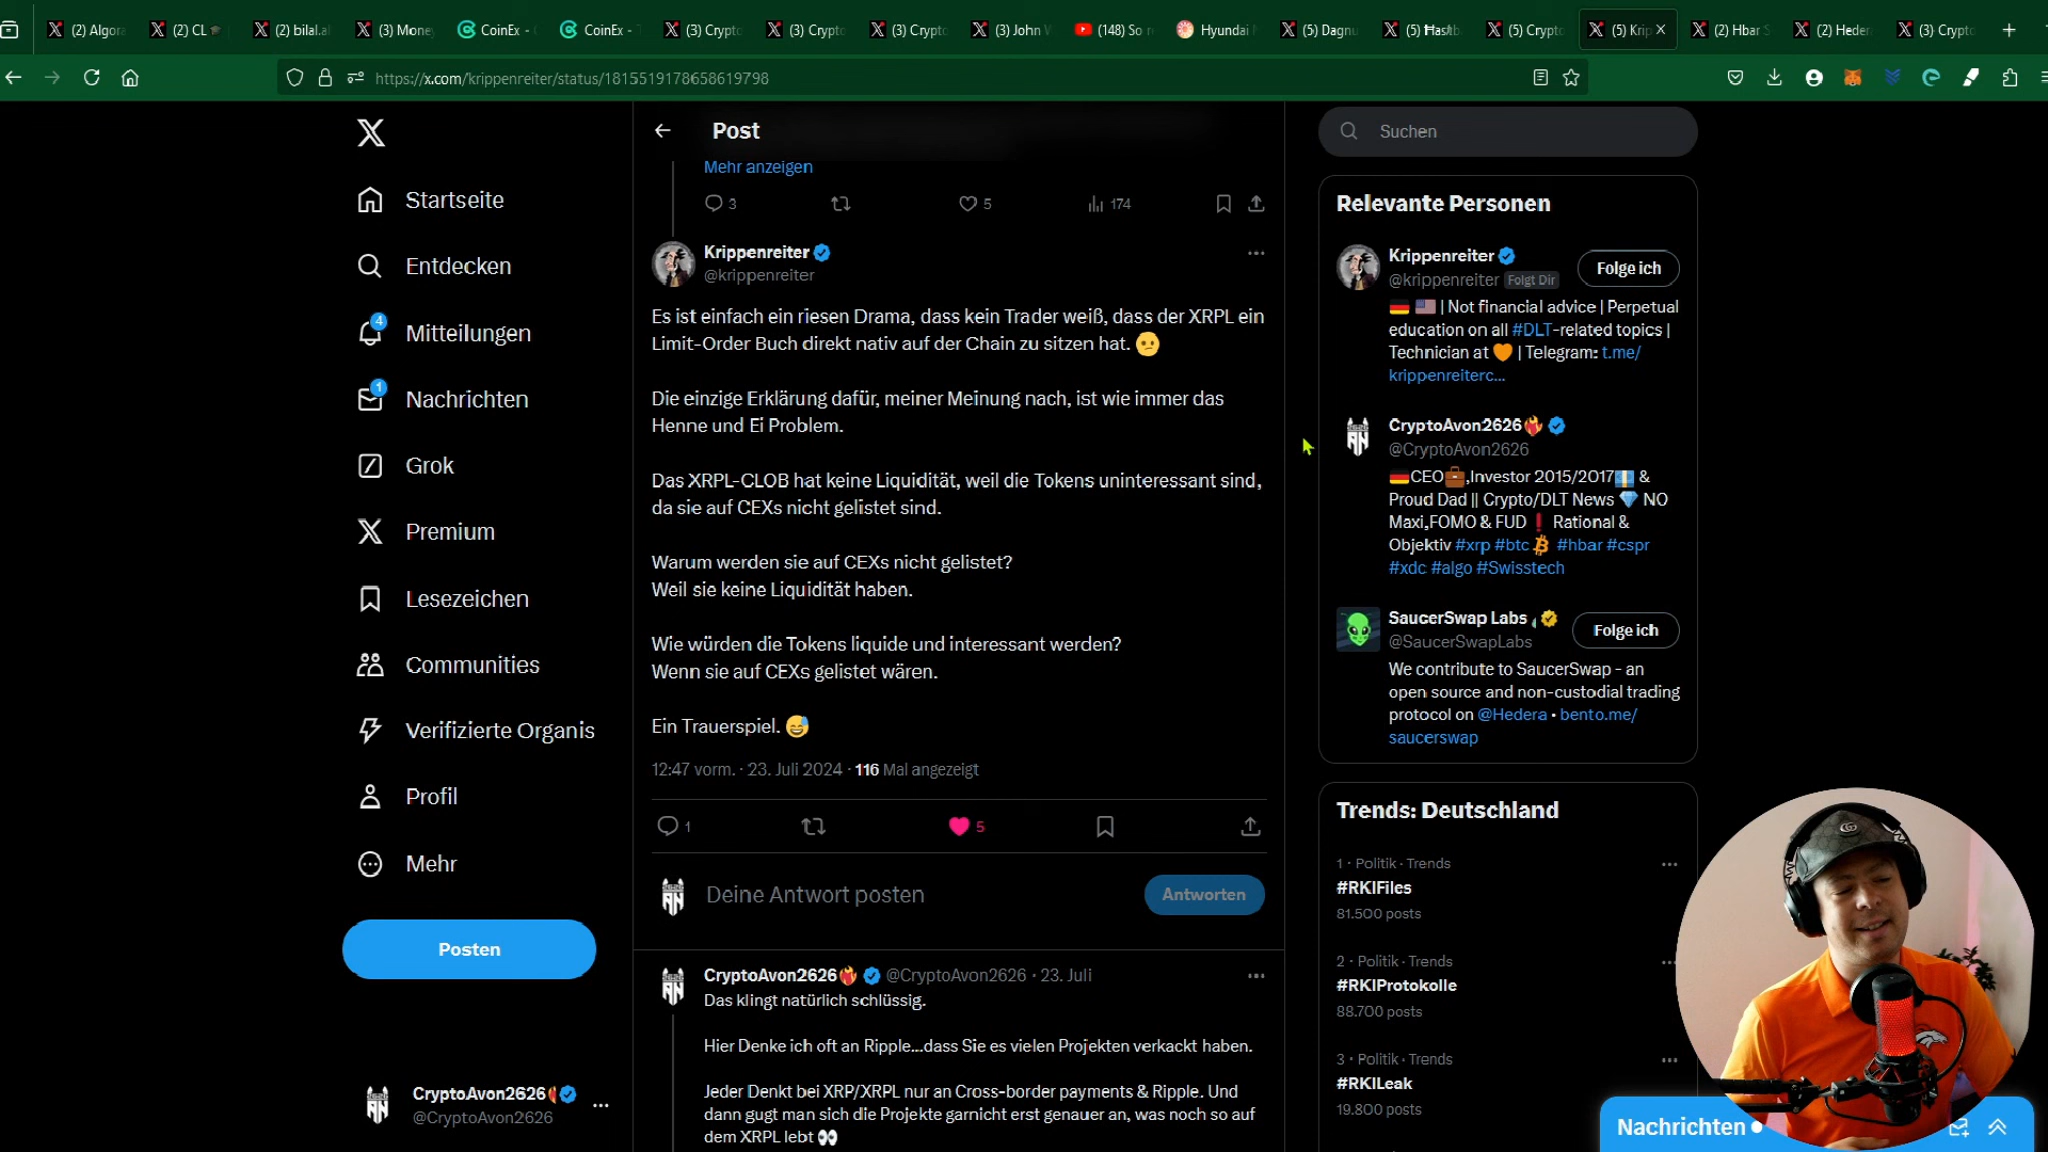 (2) Algora
(2) CL
(2) bilal.al
(3) Mone
CoinEx -
CoinEx -
(3) Crypto
(3) Crypto
(3) Crypto
(3) John W
(148) So
Hyundai
(5) Dagnu
(5) Hashb
(5) Crypto
(5) Krip
(2) Hbar
(2) Heder
(3) Crypto
https://x.com/krippenreiter/status/1815519178658619798
Startseite
Entdecken
4
Mitteilungen
1
Nachrichten
Grok
Premium
Lesezeichen
Communities
Verifizierte Organis
Profil
Mehr
Posten
CryptoAvon2626
@CryptoAvon2626
Post
Mehr anzeigen
3
5
174
Krippenreiter
@krippenreiter
Es ist einfach ein riesen Drama, dass kein Trader weiß, dass der XRPL ein
Limit-Order Buch direkt nativ auf der Chain zu sitzen hat. 😕
Die einzige Erklärung dafür, meiner Meinung nach, ist wie immer das
Henne und Ei Problem.
Das XRPL-CLOB hat keine Liquidität, weil die Tokens uninteressant sind,
da sie auf CEXs nicht gelistet sind.
Warum werden sie auf CEXs nicht gelistet?
Weil sie keine Liquidität haben.
Wie würden die Tokens liquide und interessant werden?
Wenn sie auf CEXs gelistet wären.
Ein Trauerspiel. 😅
12:47 vorm. · 23. Juli 2024 · 116 Mal angezeigt
1
5
Deine Antwort posten
Antworten
CryptoAvon2626❤️‍🔥 @CryptoAvon2626 · 23. Juli
Das klingt natürlich schlüssig.
Hier Denke ich oft an Ripple...dass Sie es vielen Projekten verkackt haben.
Jeder Denkt bei XRP/XRPL nur an Cross-border payments & Ripple. Und
dann gugt man sich die Projekte garnicht erst genauer an, was noch so auf
dem XRPL lebt 👀
Suchen
Relevante Personen
Krippenreiter
Folge ich
@krippenreiter Folgt Dir
🇩🇪 🇺🇸 | Not financial advice | Perpetual
education on all #DLT-related topics |
Technician at 🧡 | Telegram: t.me/
krippenreiterc...
CryptoAvon2626❤️‍🔥
@CryptoAvon2626
🇩🇪CEO💼,Investor 2015/2017💶 &
Proud Dad || Crypto/DLT News 💎 NO
Maxi,FOMO & FUD ❗ Rational &
Objektiv #xrp #btc #hbar #cspr
#xdc #algo #Swisstech
SaucerSwap Labs
Folge ich
@SaucerSwapLabs
We contribute to SaucerSwap - an
open source and non-custodial trading
protocol on @Hedera • bento.me/
saucerswap
Trends: Deutschland
1 · Politik · Trends
#RKIFiles
81.500 posts
2 · Politik · Trends
#RKIProtokolle
88.700 posts
3 · Politik · Trends
#RKILeak
19.800 posts
Nachrichten